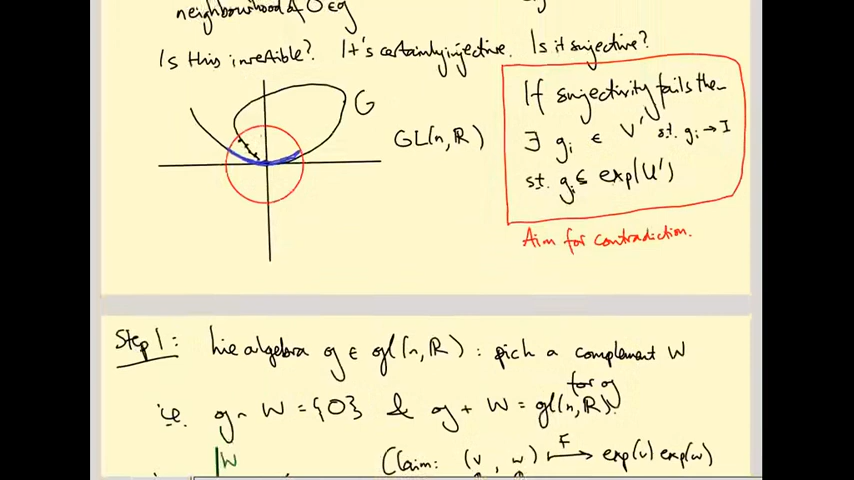 neighbourhood of 0 ∈ g
Is this invertible? It's certainly injective. Is it surjective?
G
GL(n, ℝ)
If surjectivity fails then
∃ gᵢ ∈ V' s.t. gᵢ → I
s.t. gᵢ ∉ exp(U')
Aim for contradiction.
Step 1: Lie algebra g ∈ gl(n, ℝ) : pick a complement W
for g
i.e. g ∩ W = {0} & g + W = gl(n, ℝ).
W
Claim: (v, w) F⟼ exp(v) exp(w)